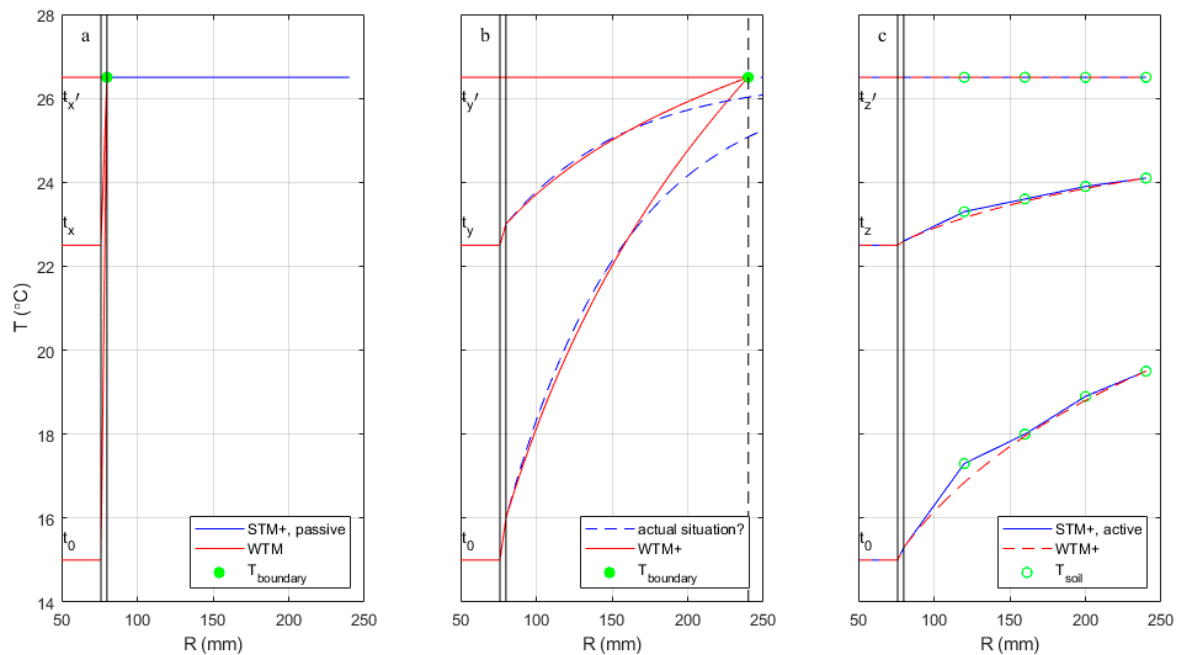 28
26
24
22
20
18
16
14
T (°C)
a
t_x'
t_x
t_0
STM+, passive
WTM
T_boundary
50 100 150 200 250
R (mm)
b
t_y'
t_y
t_0
actual situation?
WTM+
T_boundary
50 100 150 200 250
R (mm)
c
t_z'
t_z
t_0
STM+, active
WTM+
T_soil
50 100 150 200 250
R (mm)